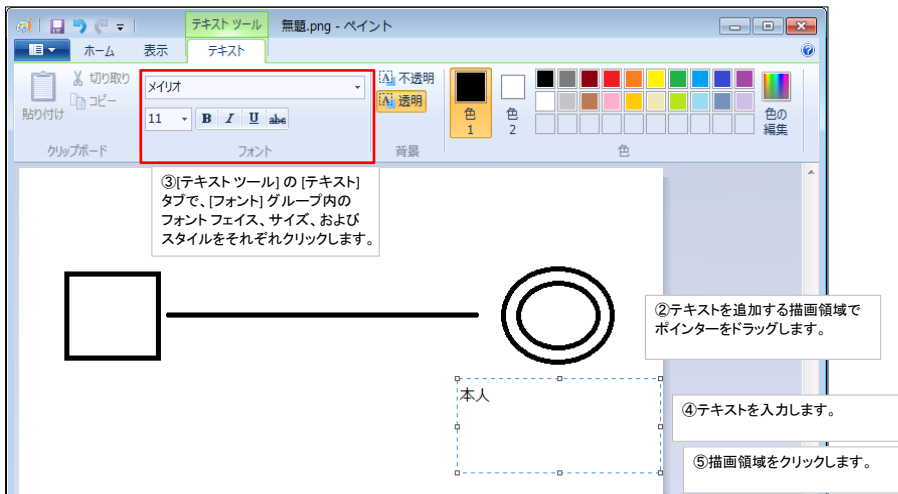 テキスト ツール
無題.png - ペイント
ホーム
表示
テキスト
貼り付け
切り取り
コピー
クリップボード
メイリオ
11
B I U abc
フォント
不透明
透明
背景
色
1
色
2
色の
編集
色
③[テキスト ツール] の [テキスト]
タブで、[フォント] グループ内の
フォント フェイス、サイズ、および
スタイルをそれぞれクリックします。
②テキストを追加する描画領域で
ポインターをドラッグします。
本人
④テキストを入力します。
⑤描画領域をクリックします。